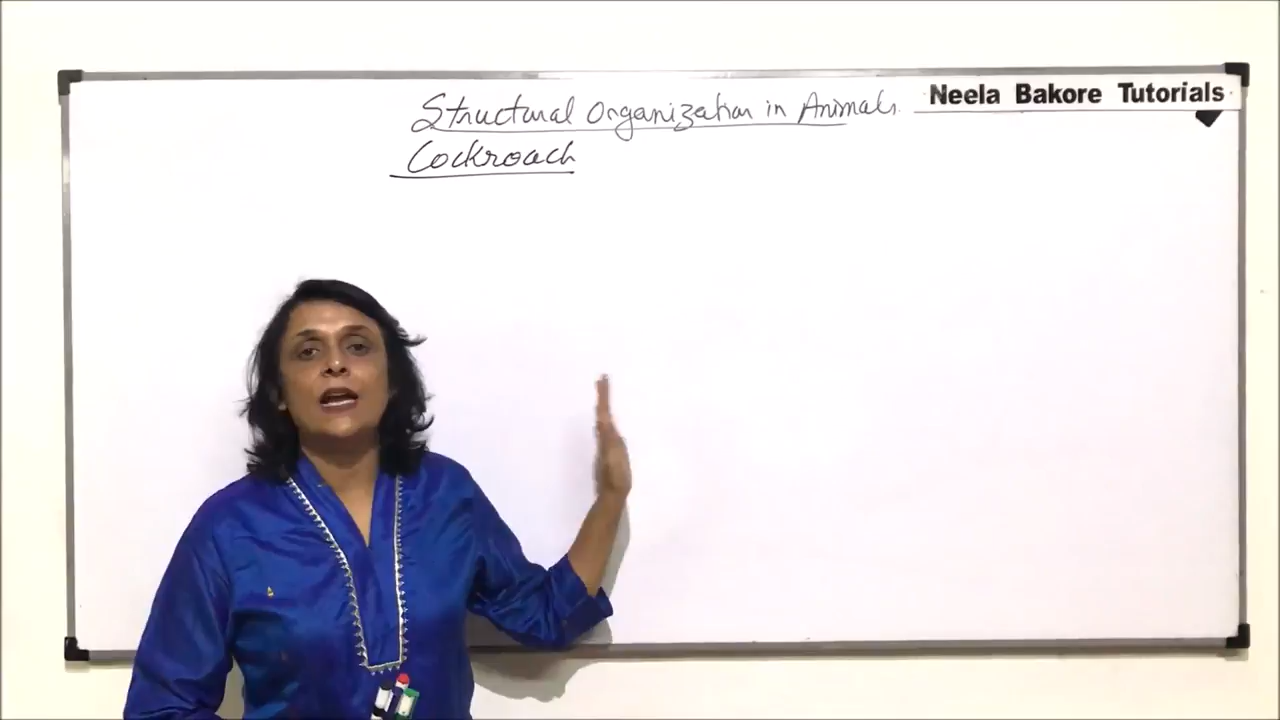 Structural Organization in Animals.
Neela Bakore Tutorials
Cockroach